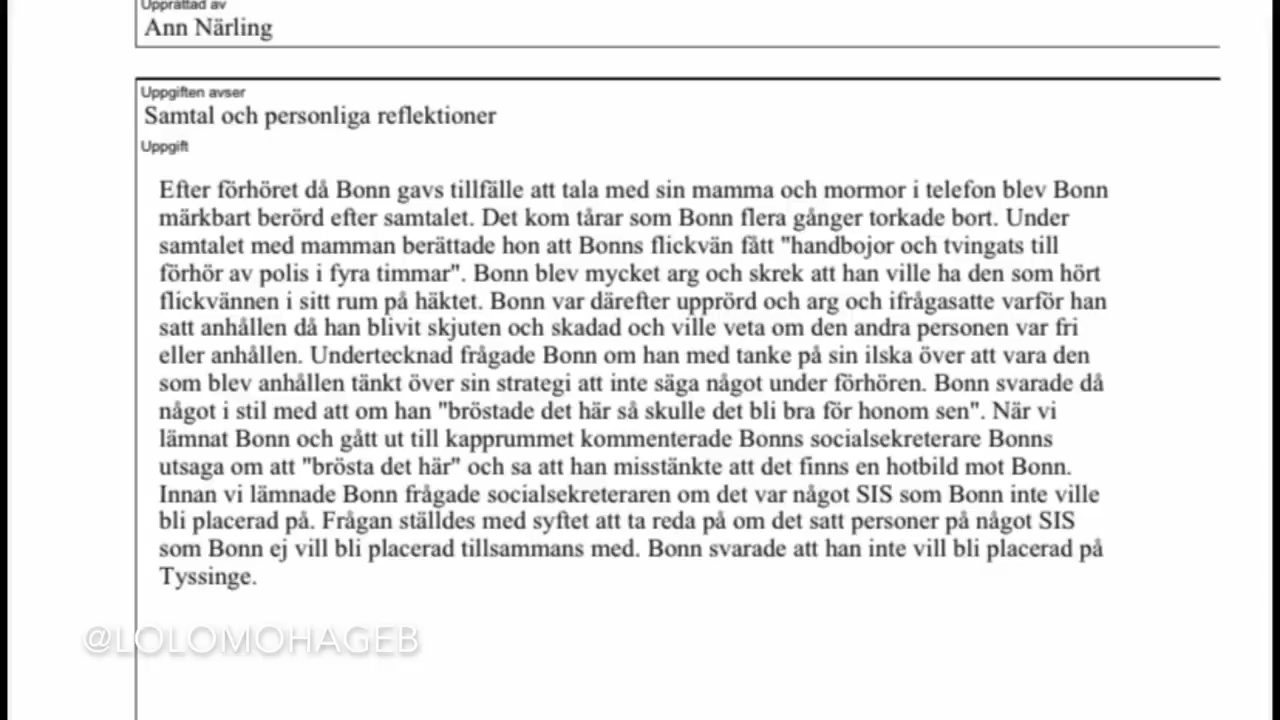 Upprättad av
Ann Närling
Uppgiften avser
Samtal och personliga reflektioner
Uppgift
Efter förhöret då Bonn gavs tillfälle att tala med sin mamma och mormor i telefon blev Bonn
märkbart berörd efter samtalet. Det kom tårar som Bonn flera gånger torkade bort. Under
samtalet med mamman berättade hon att Bonns flickvän fått "handbojor och tvingats till
förhör av polis i fyra timmar". Bonn blev mycket arg och skrek att han ville ha den som hört
flickvännen i sitt rum på häktet. Bonn var därefter upprörd och arg och ifrågasatte varför han
satt anhållen då han blivit skjuten och skadad och ville veta om den andra personen var fri
eller anhållen. Undertecknad frågade Bonn om han med tanke på sin ilska över att vara den
som blev anhållen tänkt över sin strategi att inte säga något under förhören. Bonn svarade då
något i stil med att om han "bröstade det här så skulle det bli bra för honom sen". När vi
lämnat Bonn och gått ut till kapprummet kommenterade Bonns socialsekreterare Bonns
utsaga om att "brösta det här" och sa att han misstänkte att det finns en hotbild mot Bonn.
Innan vi lämnade Bonn frågade socialsekreteraren om det var något SIS som Bonn inte ville
bli placerad på. Frågan ställdes med syftet att ta reda på om det satt personer på något SIS
som Bonn ej vill bli placerad tillsammans med. Bonn svarade att han inte vill bli placerad på
Tyssinge.
@LOLOMOHAGEB